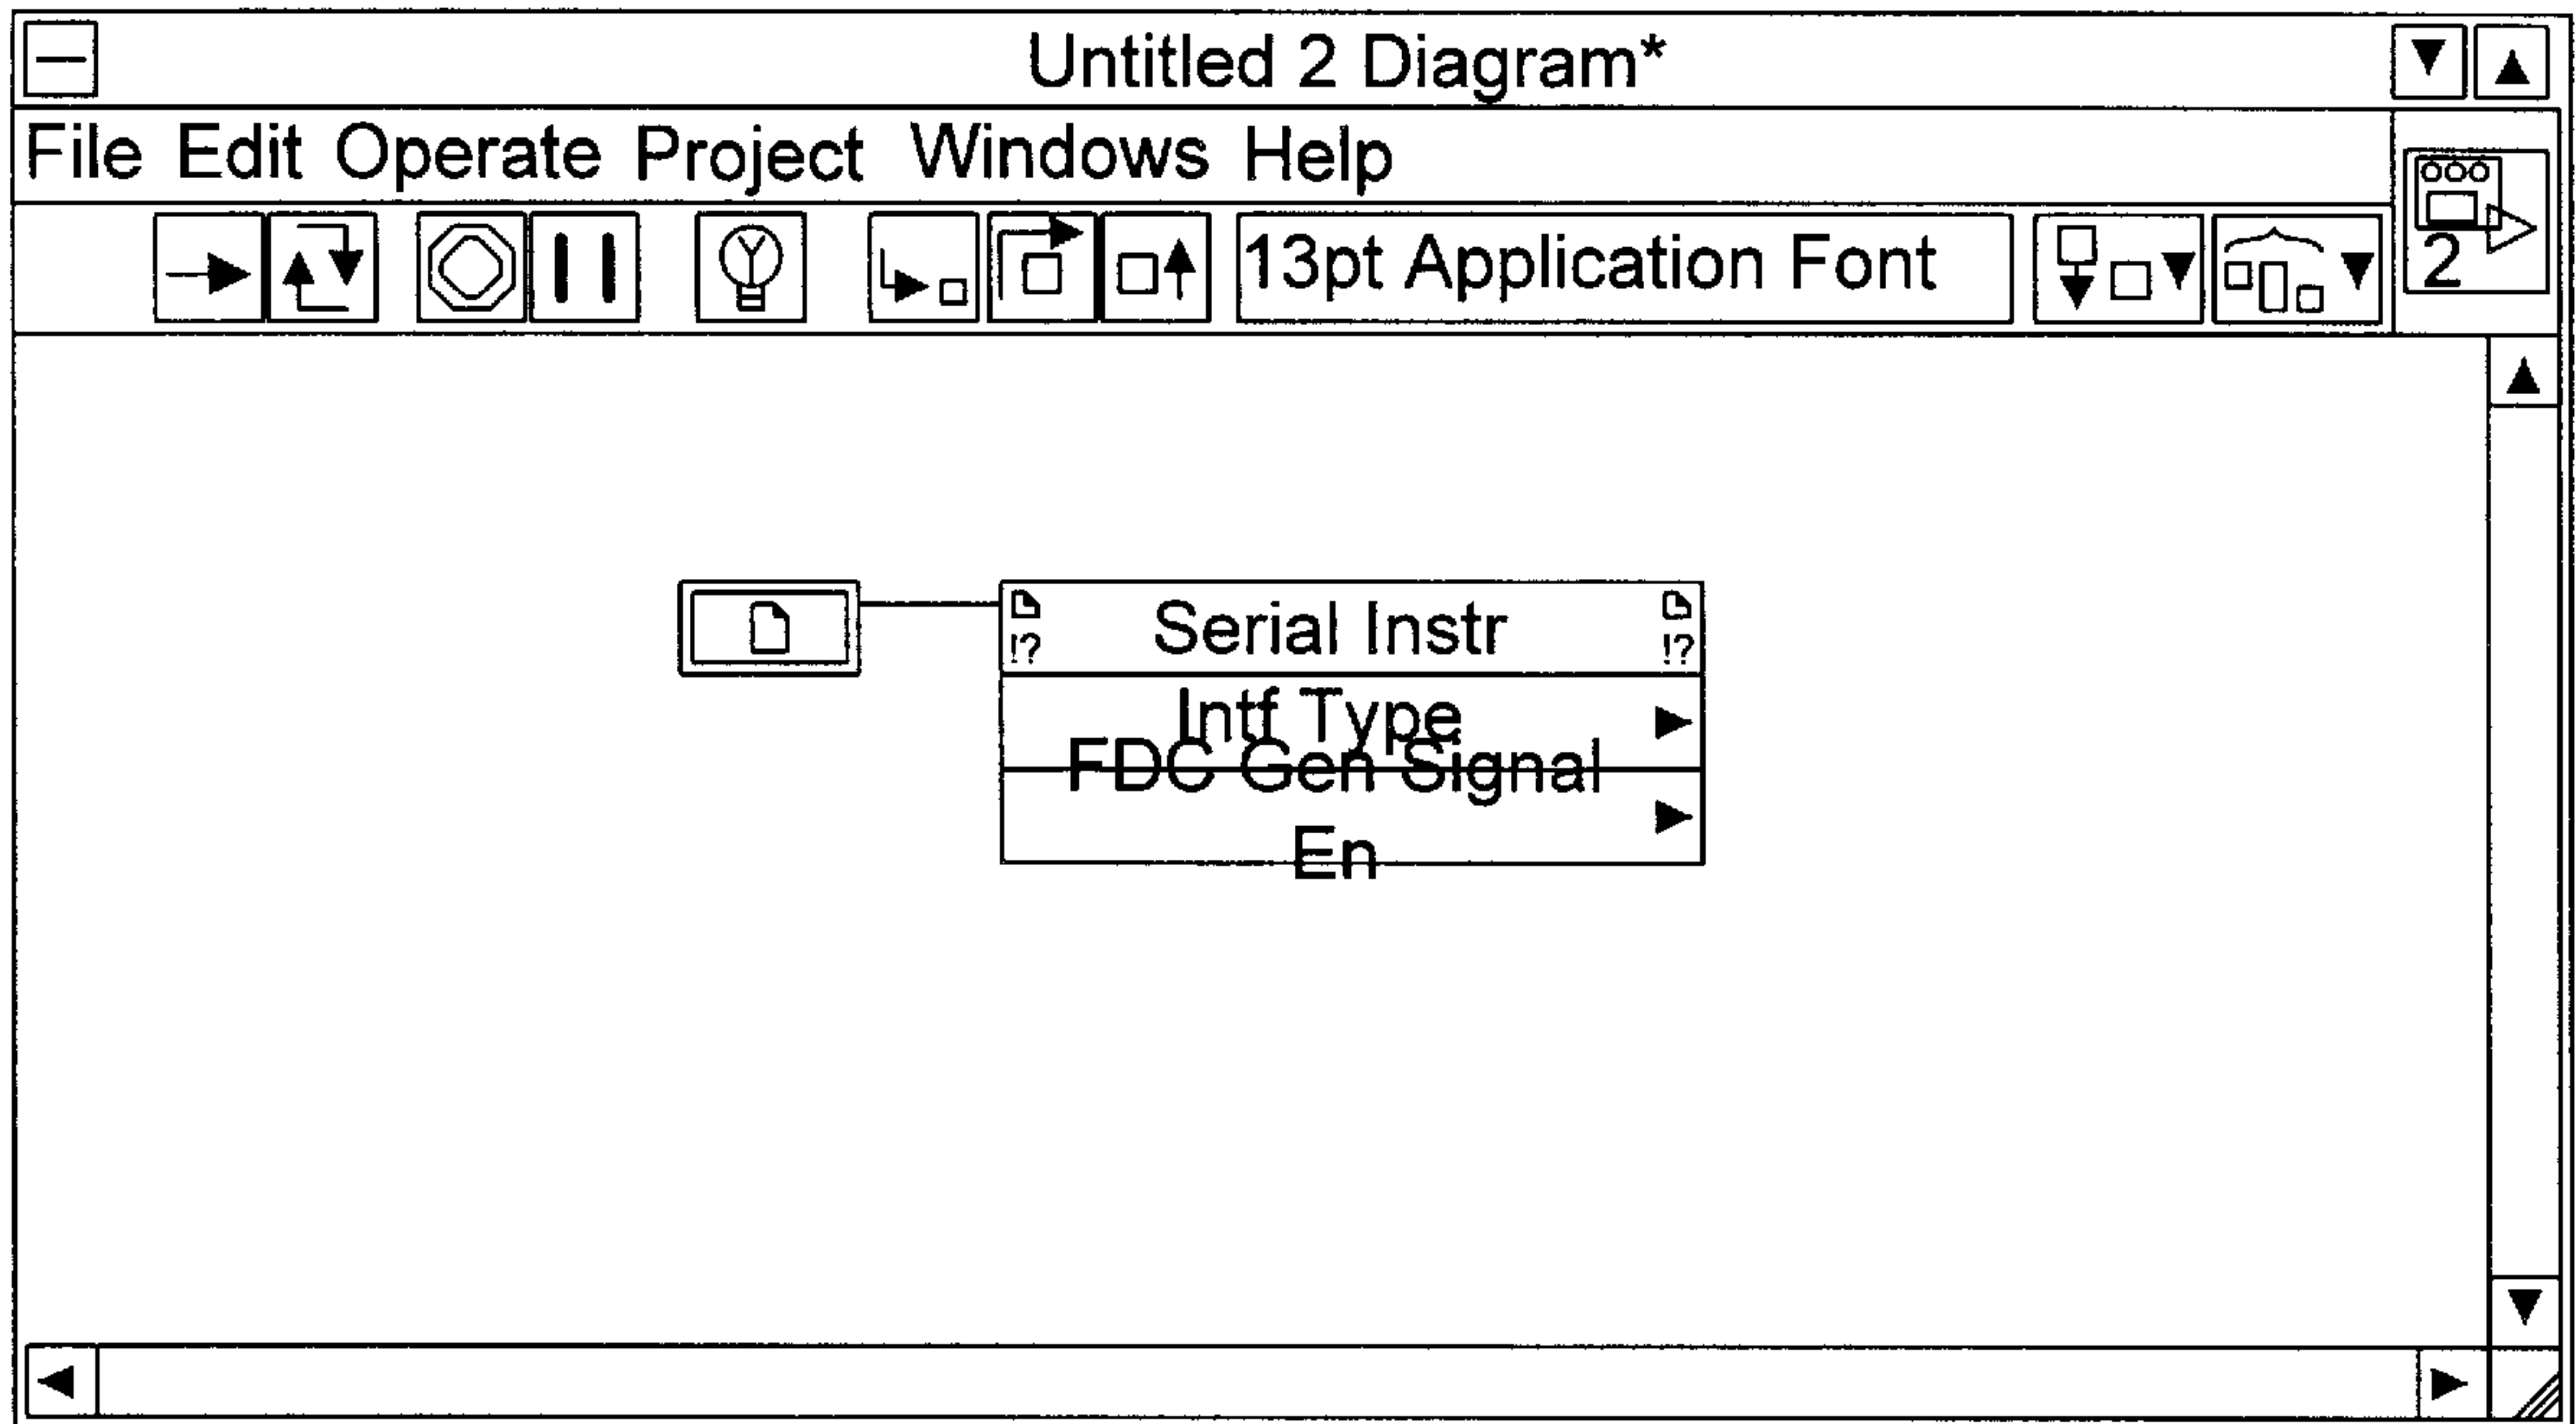 Untitled 2 Diagram*
File Edit Operate Project Windows Help
13pt Application Font
2
Serial Instr
!? !?
Intf Type
FDC Gen Signal
En